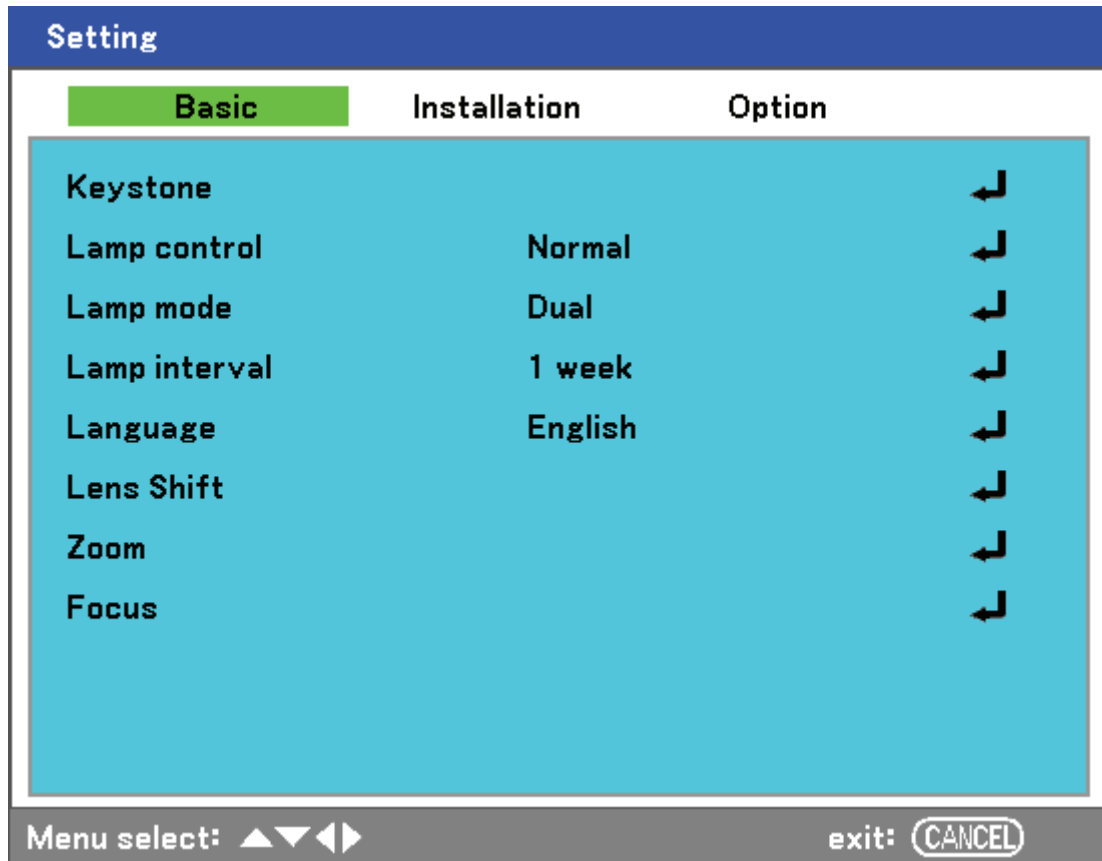 Setting
Basic Installation Option
Keystone
Lamp control Normal
Lamp mode Dual
Lamp interval 1 week
Language English
Lens Shift
Zoom
Focus
Menu select: ▲▼◀▶ exit: CANCEL